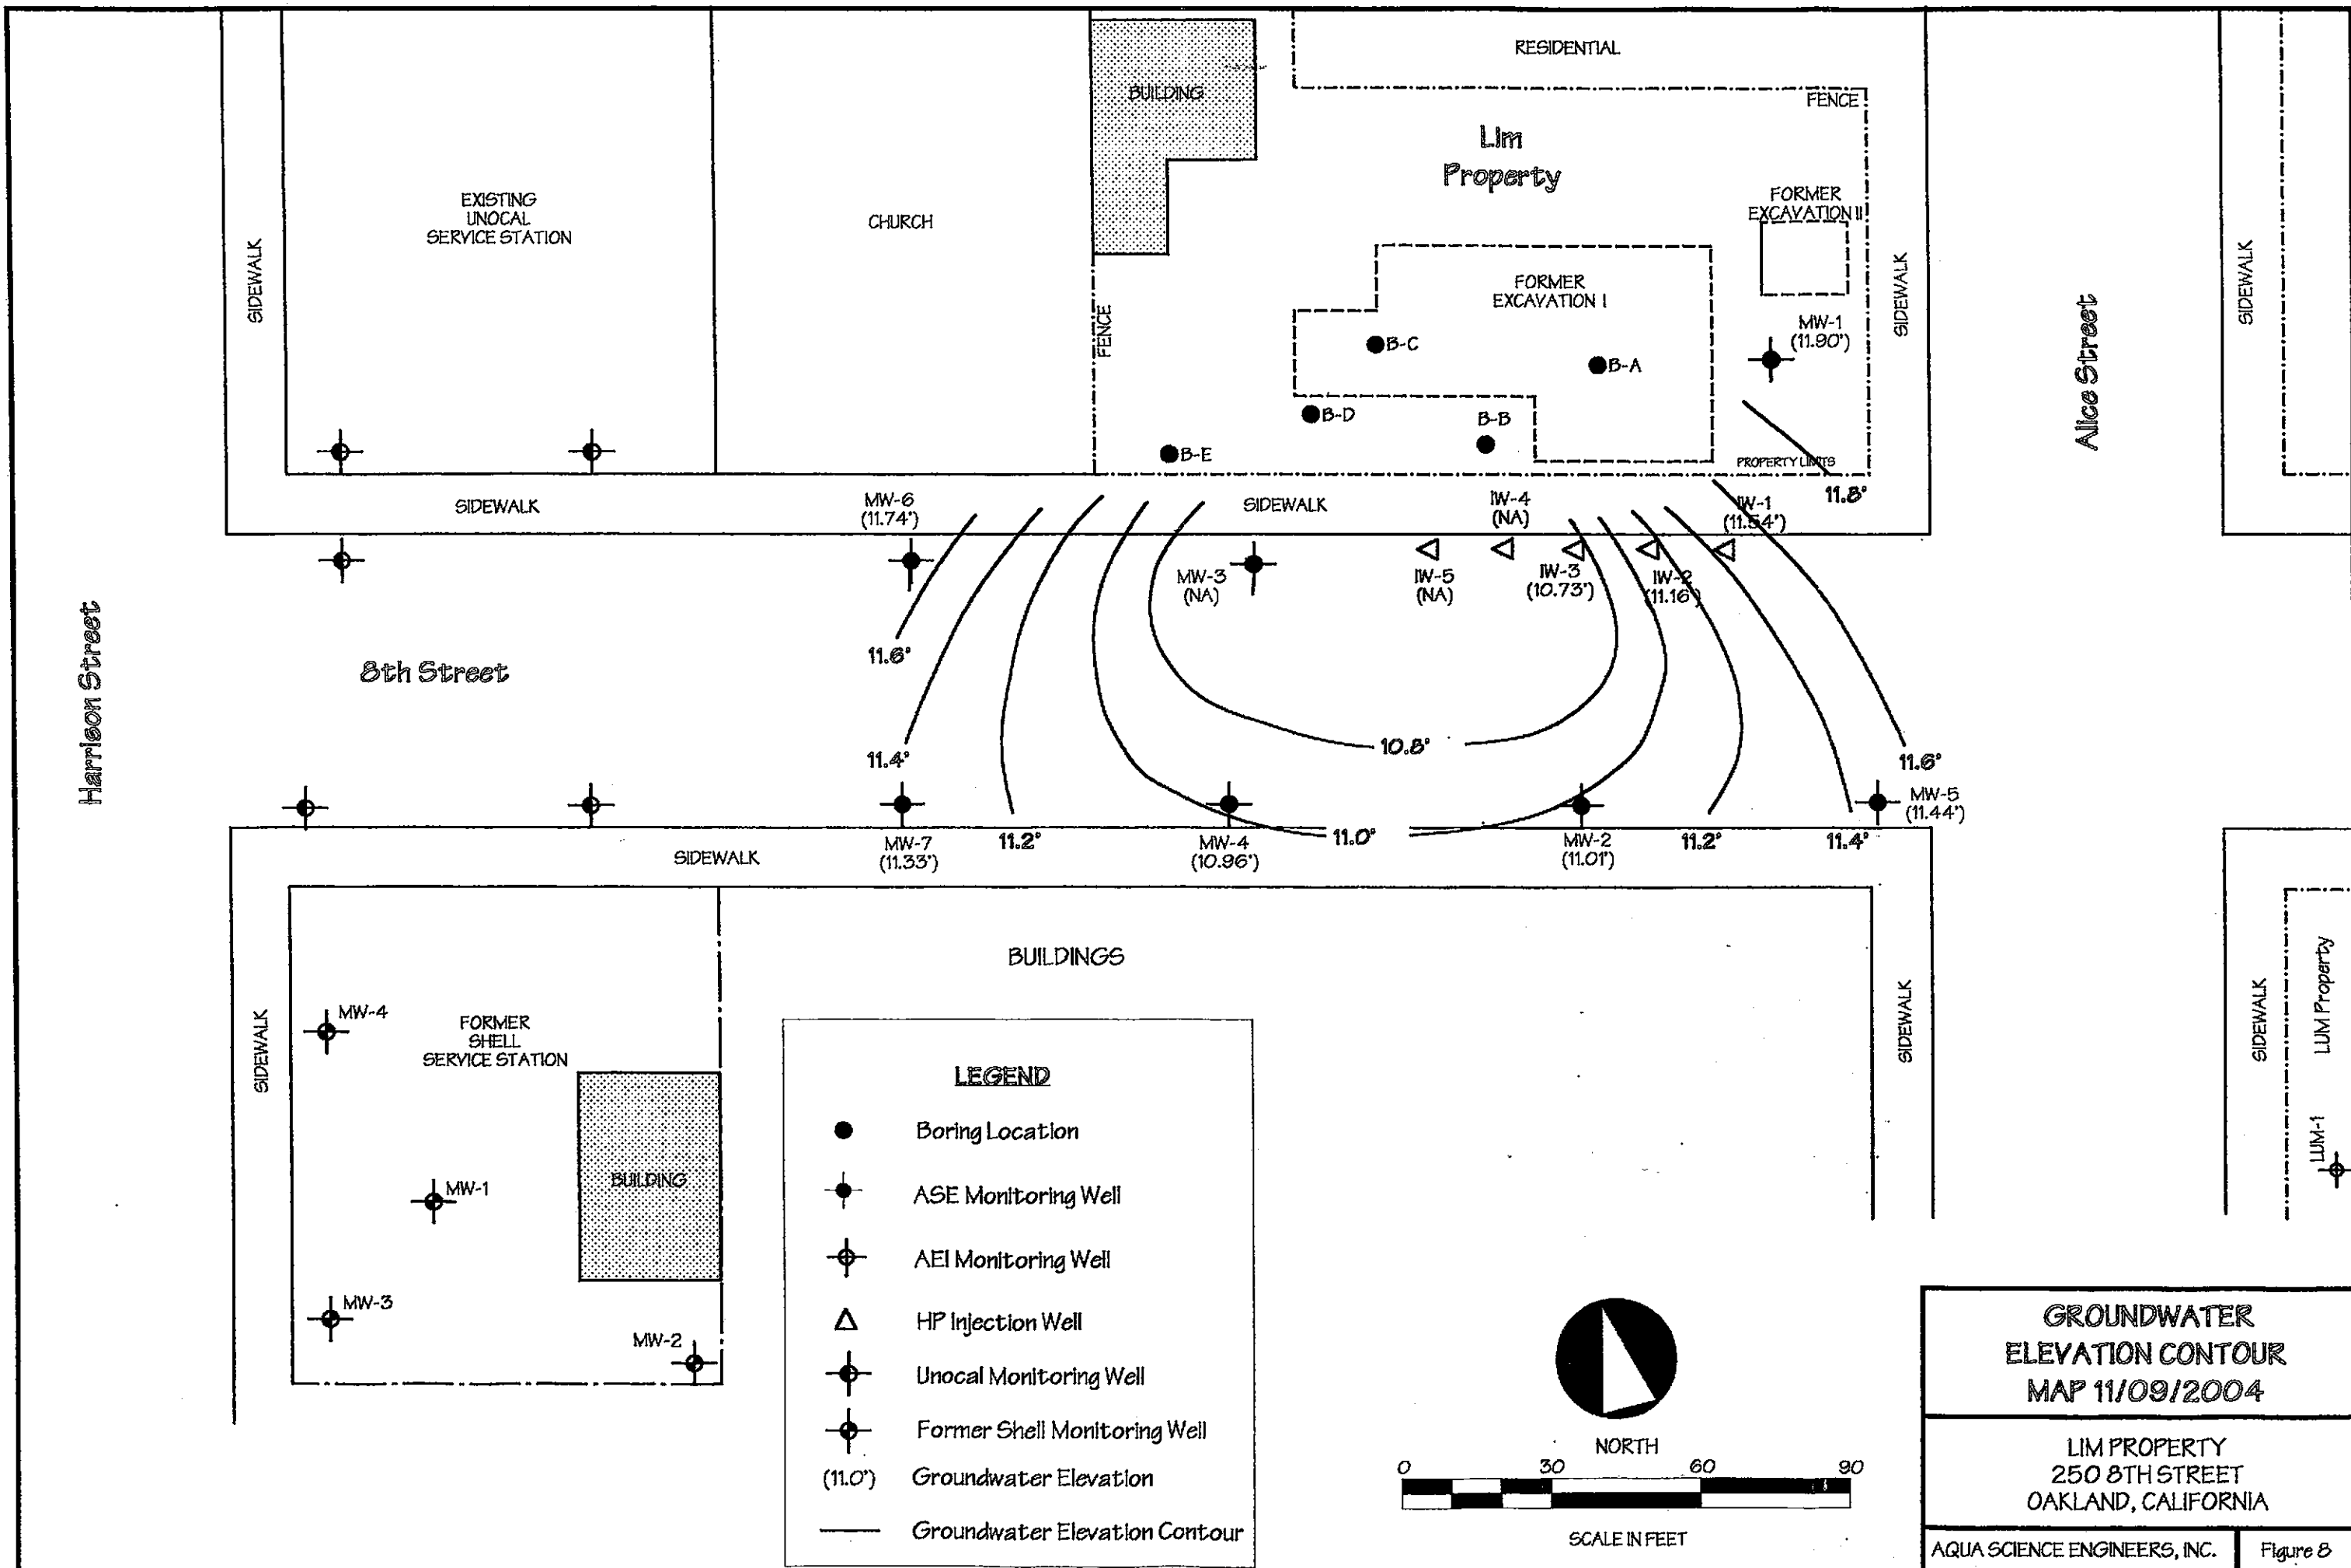 RESIDENTIAL
BUILDING
FENCE
Lim
Property
EXISTING
UNOCAL
SERVICE STATION
CHURCH
FORMER
EXCAVATION II
SIDEWALK
SIDEWALK
SIDEWALK
FENCE
FORMER
EXCAVATION I
MW-1
(11.90')
B-C
B-A
Alice Street
B-D
B-B
B-E
PROPERTY LIMITS
11.8'
SIDEWALK
MW-6
(11.74')
SIDEWALK
IW-4
(NA)
IW-1
(11.54')
MW-3
(NA)
IW-5
(NA)
IW-3
(10.73')
IW-2
(11.16')
Harrison Street
8th Street
11.6'
11.4'
10.8'
11.6'
MW-5
(11.44')
MW-7
(11.33')
11.2'
MW-4
(10.96')
11.0'
MW-2
(11.01')
11.2'
11.4'
SIDEWALK
BUILDINGS
MW-4
FORMER
SHELL
SERVICE STATION
SIDEWALK
SIDEWALK
SIDEWALK
LUM Property
LUM-1
BUILDING
MW-1
MW-3
MW-2
LEGEND
Boring Location
ASE Monitoring Well
AEI Monitoring Well
HP Injection Well
Unocal Monitoring Well
Former Shell Monitoring Well
(11.0') Groundwater Elevation
Groundwater Elevation Contour
NORTH
0 30 60 90
SCALE IN FEET
GROUNDWATER
ELEVATION CONTOUR
MAP 11/09/2004
LIM PROPERTY
250 8TH STREET
OAKLAND, CALIFORNIA
AQUA SCIENCE ENGINEERS, INC.
Figure 8